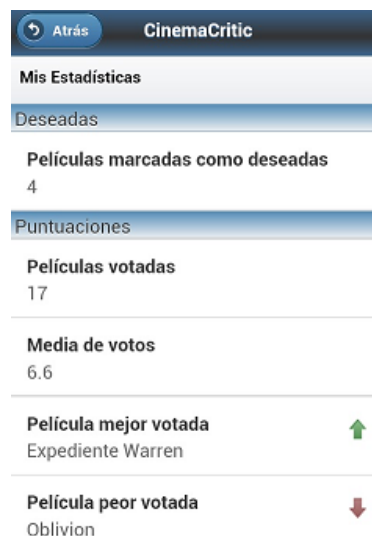 Atrás CinemaCritic
Mis Estadísticas
Deseadas
Películas marcadas como deseadas
4
Puntuaciones
Películas votadas
17
Media de votos
6.6
Película mejor votada
Expediente Warren
Película peor votada
Oblivion